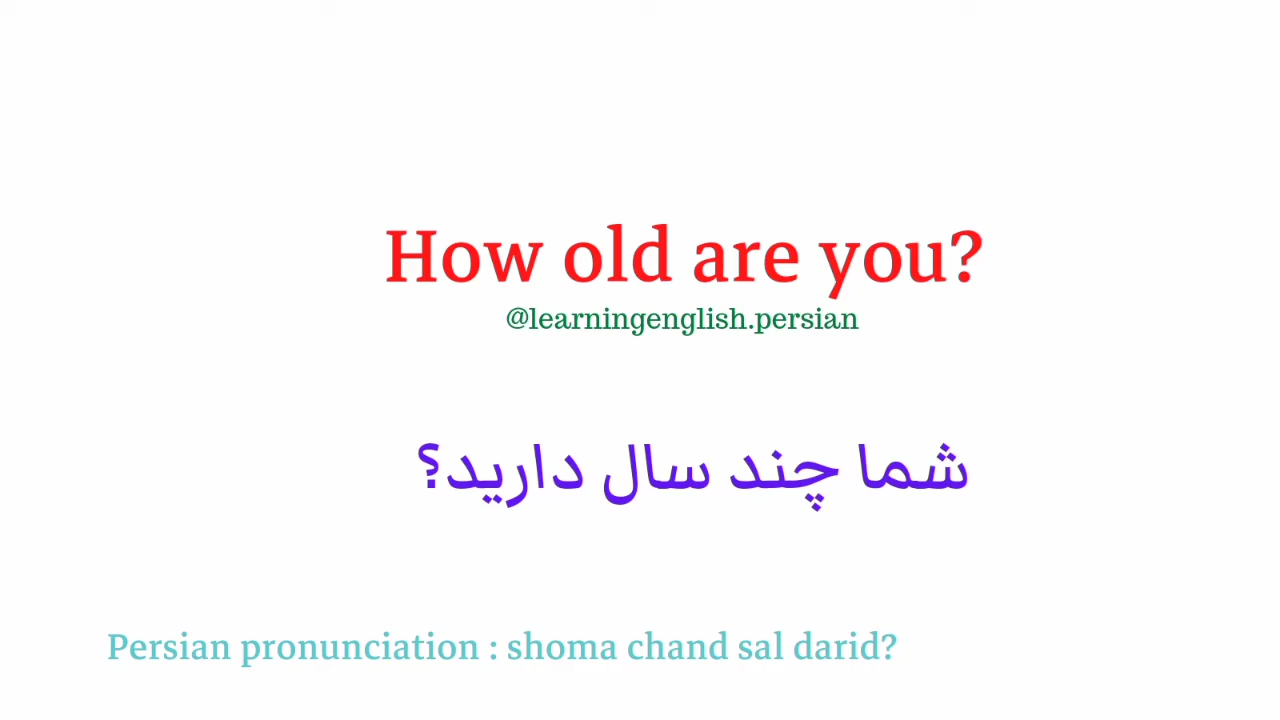 How old are you?
@learningenglish.persian
شما چند سال دارید؟
Persian pronunciation : shoma chand sal darid?